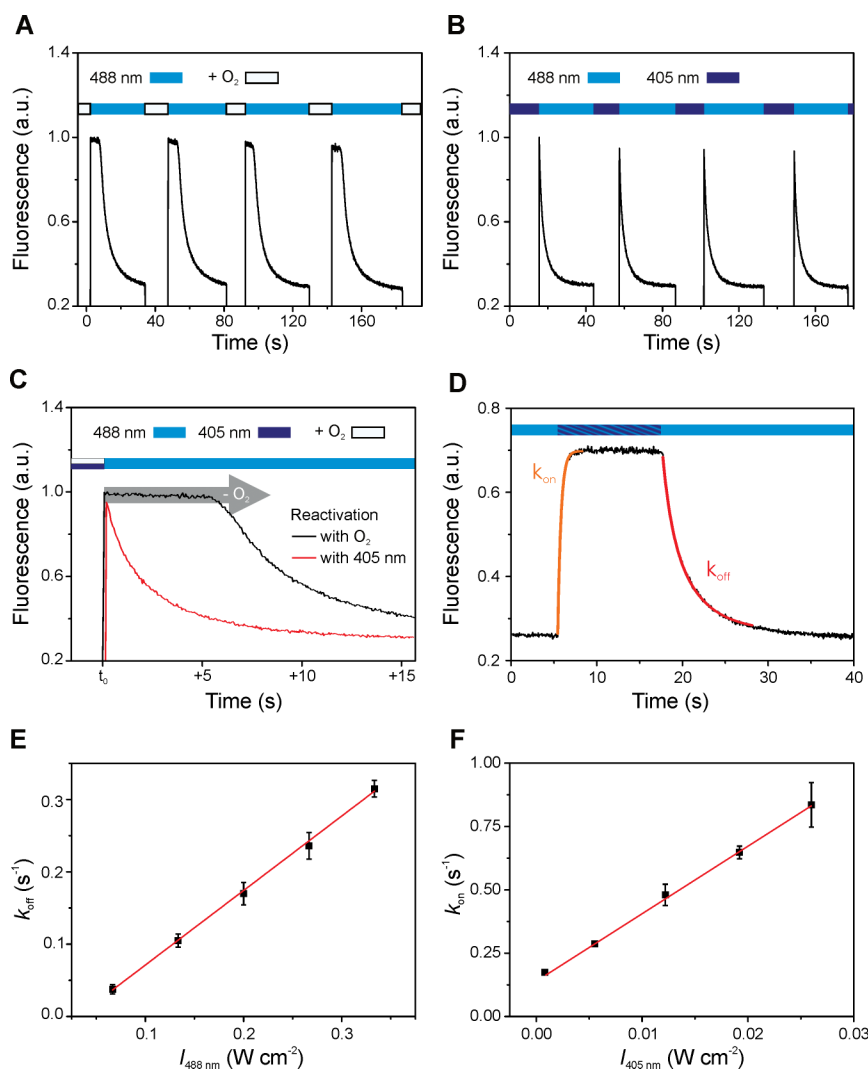 A
1.4
488 nm + O2
Fluorescence (a.u.)
1.0
0.6
0.2
0 40 80 120 160
Time (s)
B
1.4
488 nm 405 nm
Fluorescence (a.u.)
1.0
0.6
0.2
0 40 80 120 160
Time (s)
C
1.4
488 nm 405 nm + O2
Fluorescence (a.u.)
1.0
- O2
Reactivation
with O2
with 405 nm
0.6
0.2
t0 +5 +10 +15
Time (s)
D
0.8
Fluorescence (a.u.)
0.6
kon
koff
0.4
0.2
0 10 20 30 40
Time (s)
E
koff (s-1)
0.3
0.2
0.1
0.0
0.1 0.2 0.3
I488 nm (W cm-2)
F
kon (s-1)
1.00
0.75
0.50
0.25
0.00
0.00 0.01 0.02 0.03
I405 nm (W cm-2)